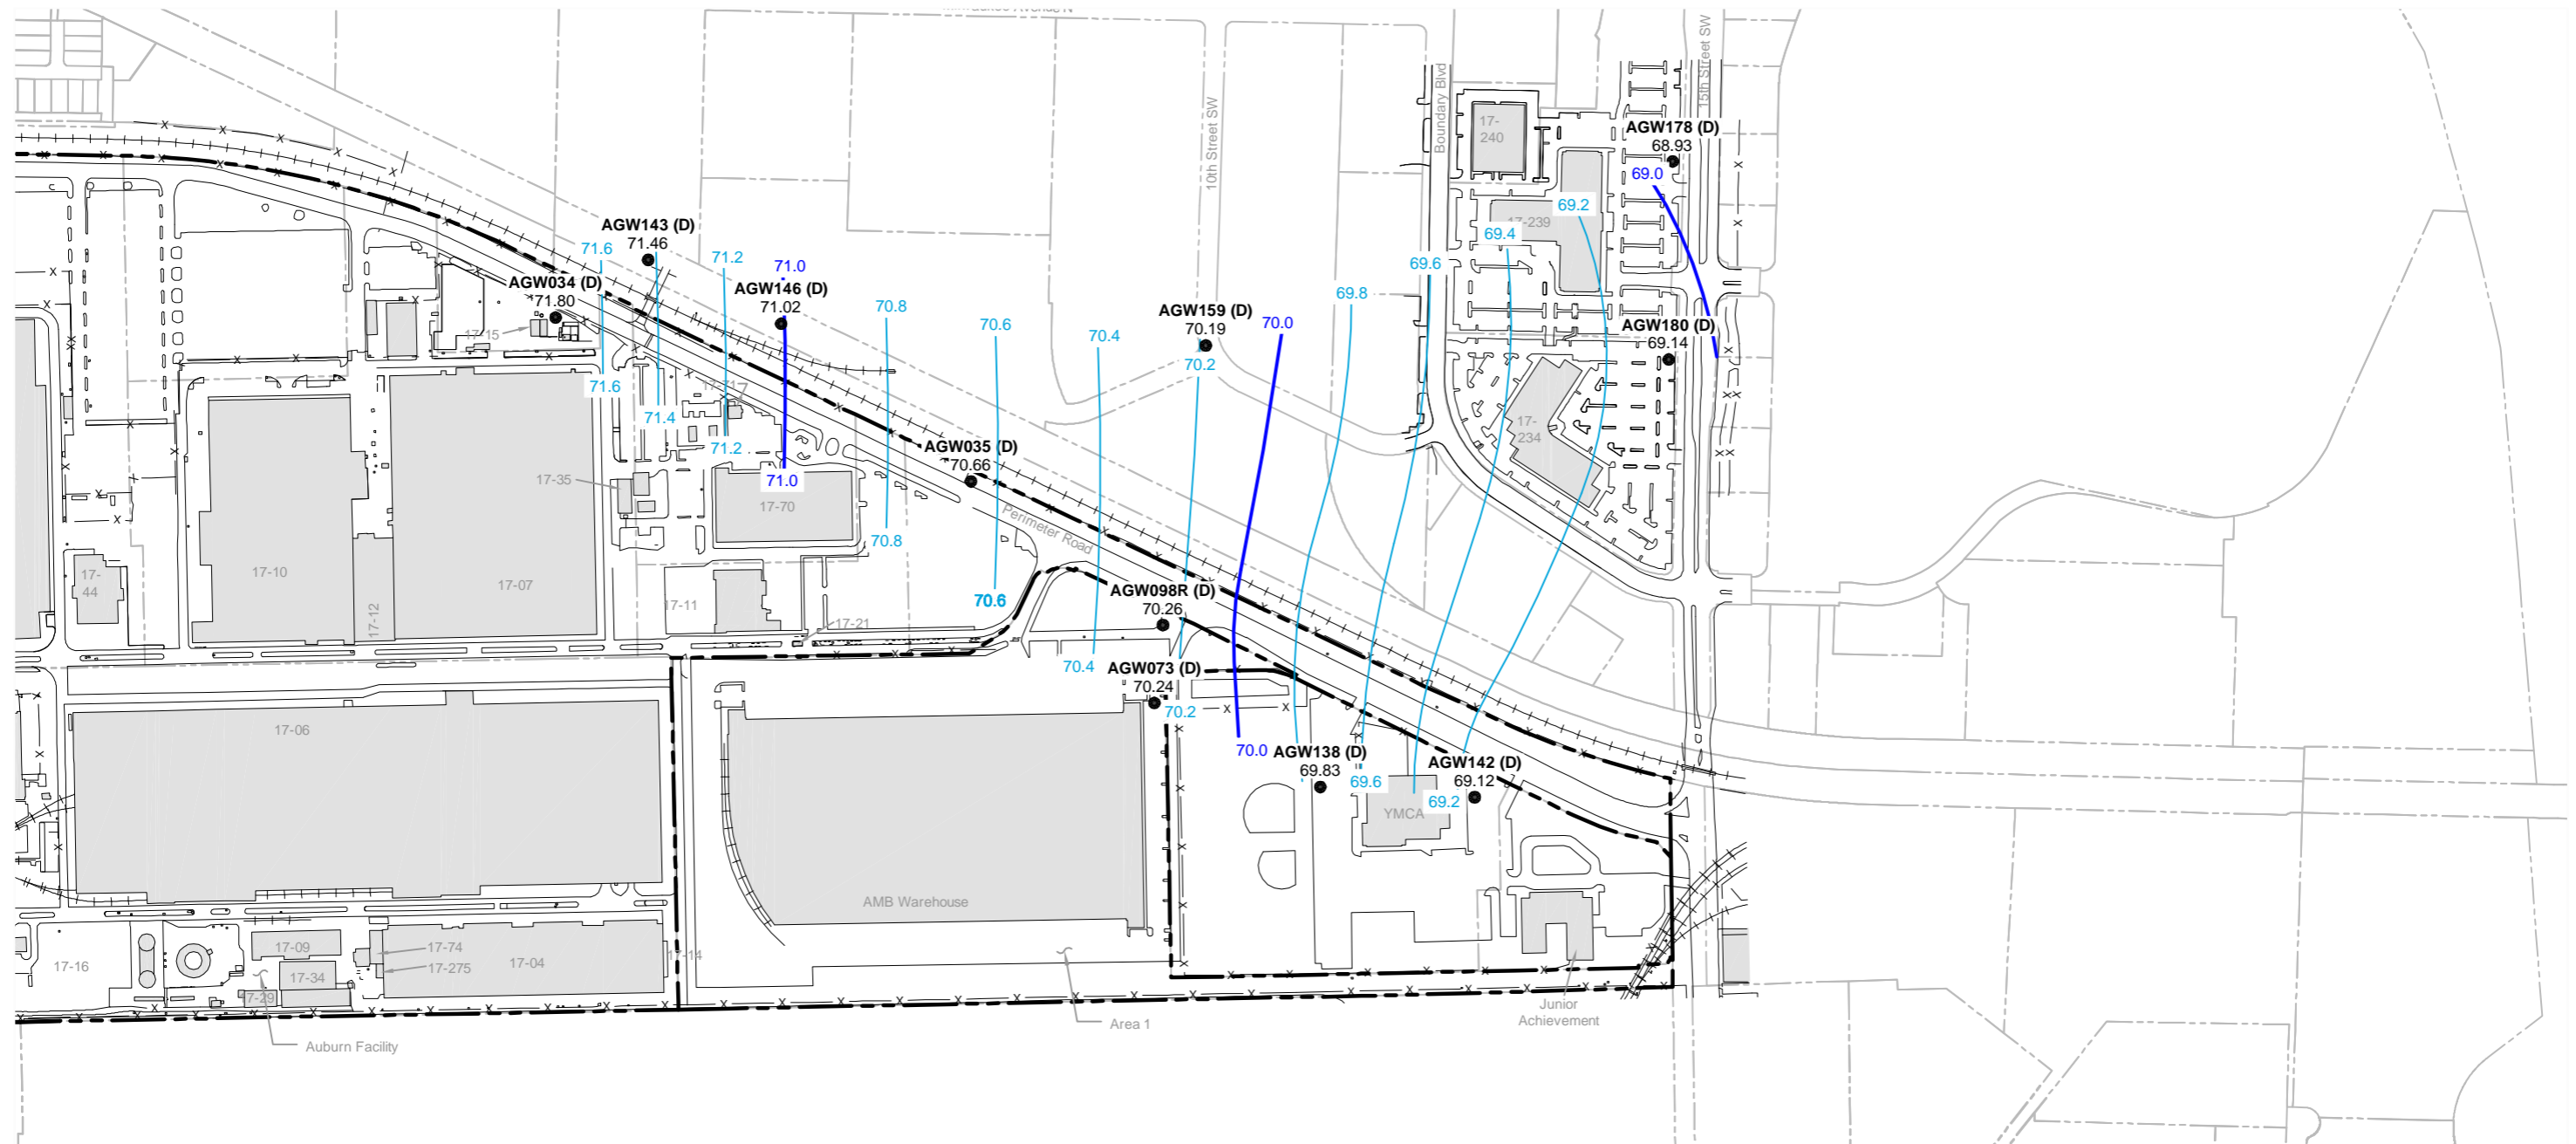 15th Street SW
Boundary Blvd
10th Street SW
17-
240
AGW178 (D)
68.93
69.0
69.2
17-239
69.4
AGW143 (D)
71.46
71.6
71.2
71.0
69.6
AGW034 (D)
71.80
AGW146 (D)
71.02
69.8
70.8
AGW159 (D)
70.19
70.0
70.6
70.4
70.2
AGW180 (D)
69.14
17-15
71.6
17-71
71.4
71.2
71.0
AGW035 (D)
70.66
17-
234
17-35
17-70
Perimeter Road
70.8
17-10
17-07
17-
44
17-12
17-11
70.6
AGW098R (D)
70.26
17-21
70.4
AGW073 (D)
70.24
70.2
17-06
70.0
AGW138 (D)
69.83
69.6
AGW142 (D)
69.12
69.2
YMCA
AMB Warehouse
17-09
17-74
17-275
17-04
17-14
17-16
17-34
17-29
Junior
Achievement
Area 1
Auburn Facility